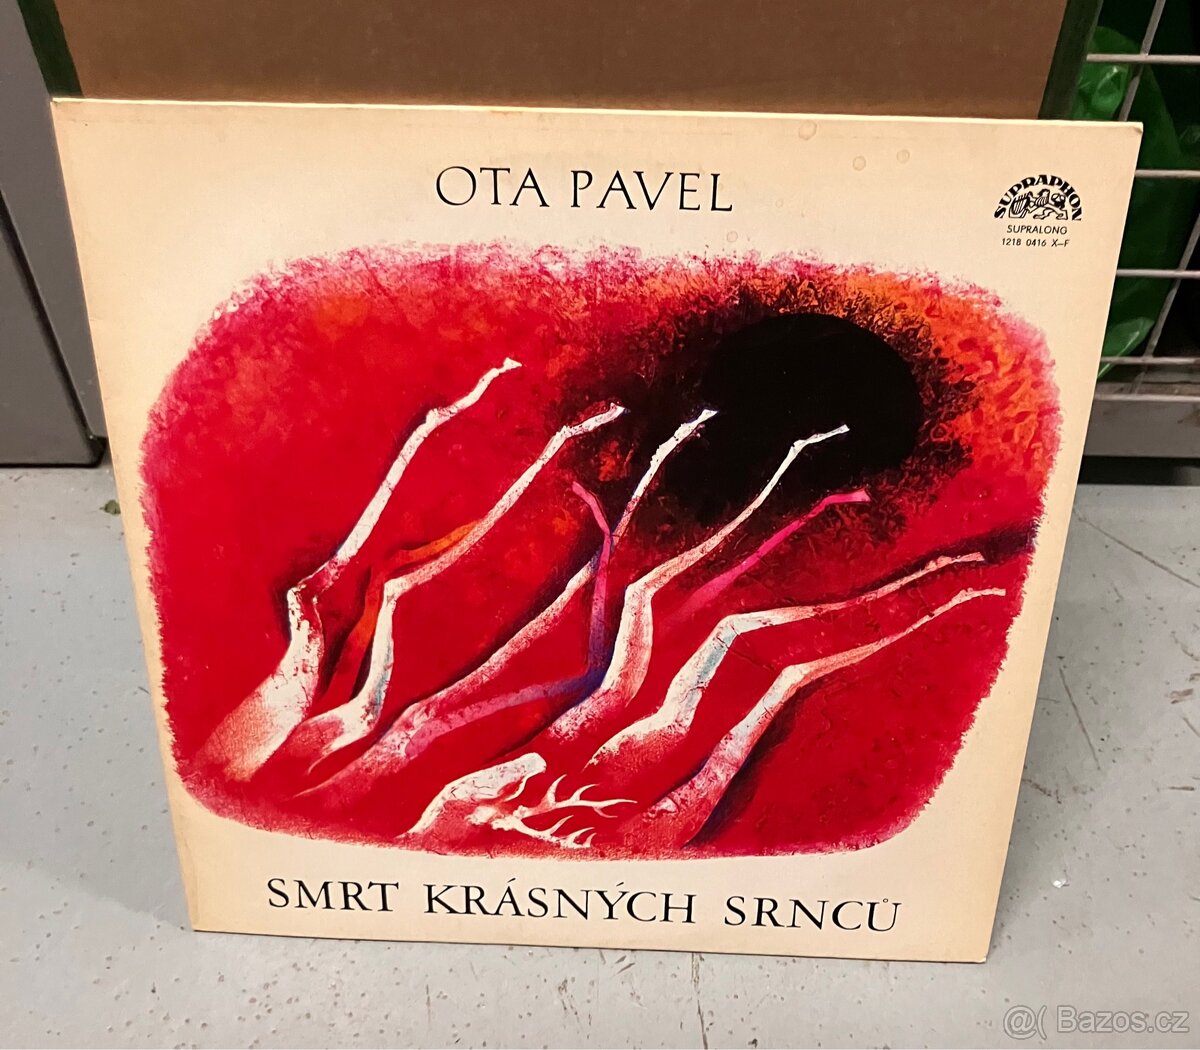 OTA PAVEL
SUPRAPHON
SUPRALONG
1218 0416 X-F
SMRT KRÁSNÝCH SRNCŮ
@( Bazos.cz